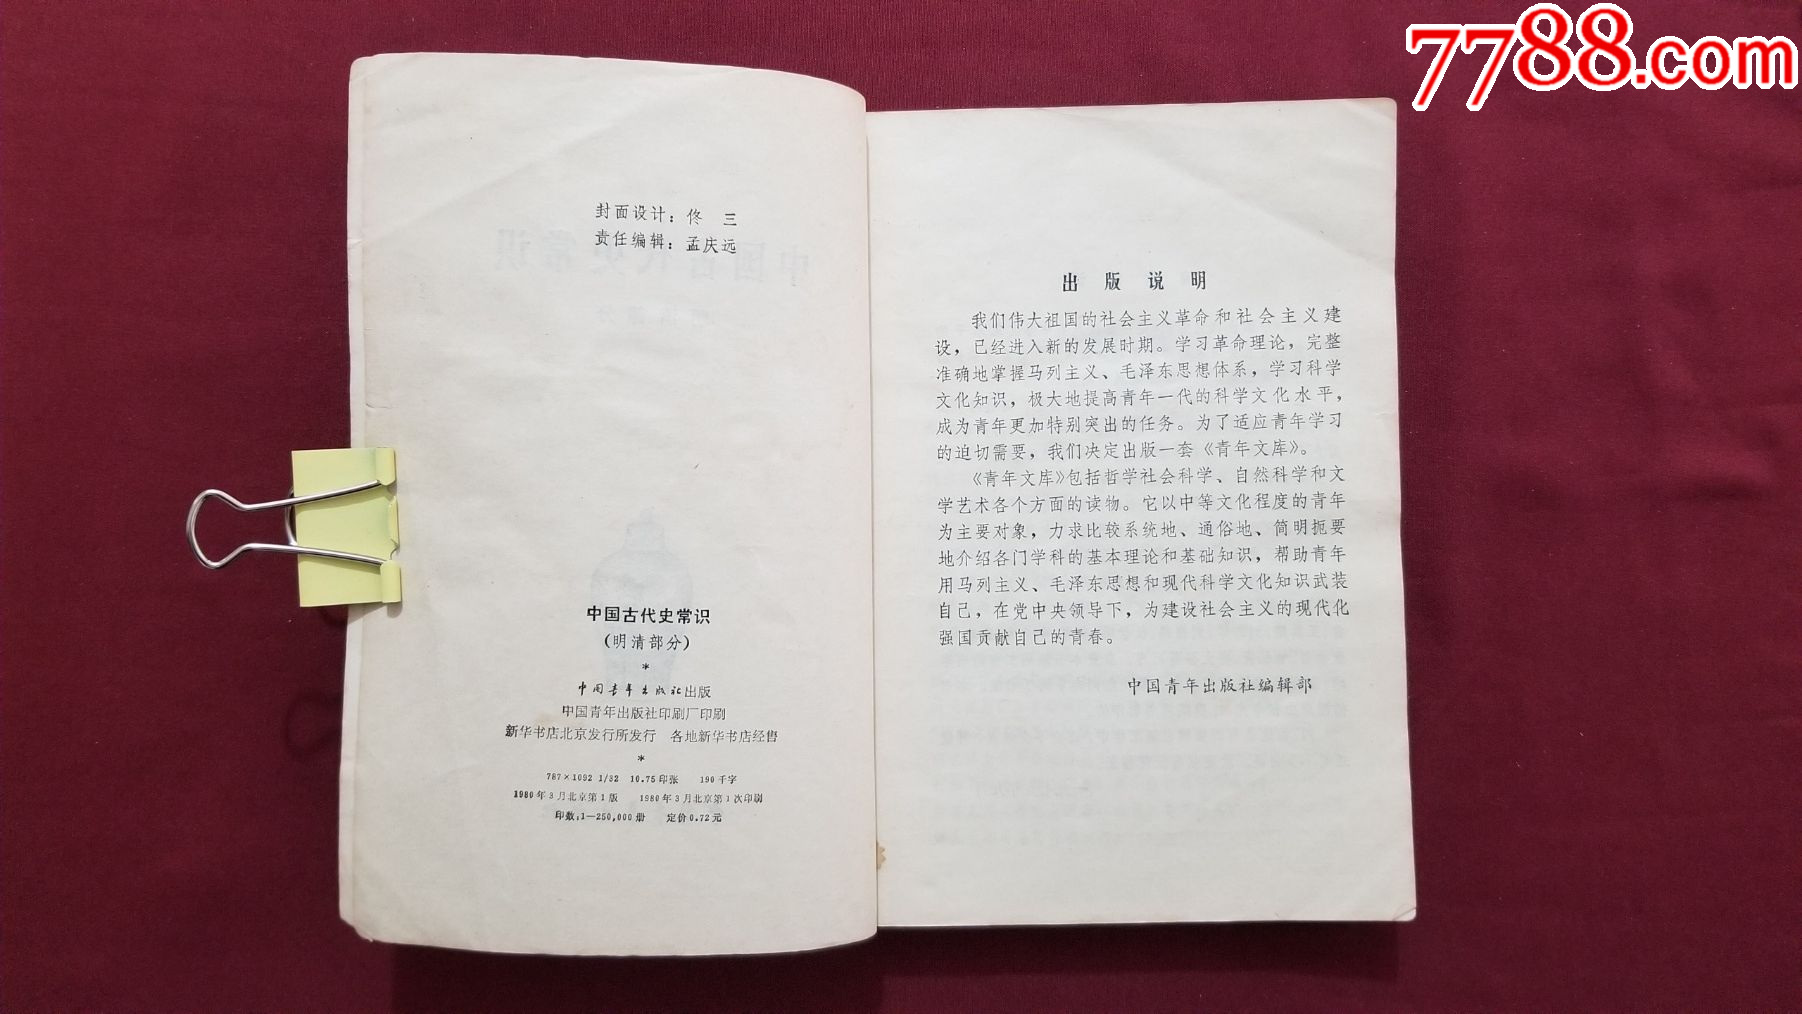 7788.com
封面设计：佟 三
责任编辑：孟庆远
中国古代史常识
（明清部分）
*
中国青年出版社出版
中国青年出版社印刷厂印刷
新华书店北京发行所发行 各地新华书店经售
*
787×1092 1/32 10.75印张 190千字
1980年3月北京第1版 1980年3月北京第1次印刷
印数：1—250,000册 定价0.72元
出版说明
我们伟大祖国的社会主义革命和社会主义建
设，已经进入新的发展时期。学习革命理论，完整
准确地掌握马列主义、毛泽东思想体系，学习科学
文化知识，极大地提高青年一代的科学文化水平，
成为青年更加特别突出的任务。为了适应青年学习
的迫切需要，我们决定出版一套《青年文库》。
《青年文库》包括哲学社会科学、自然科学和文
学艺术各个方面的读物。它以中等文化程度的青年
为主要对象，力求比较系统地、通俗地、简明扼要
地介绍各门学科的基本理论和基础知识，帮助青年
用马列主义、毛泽东思想和现代科学文化知识武装
自己，在党中央领导下，为建设社会主义的现代化
强国贡献自己的青春。
中国青年出版社编辑部